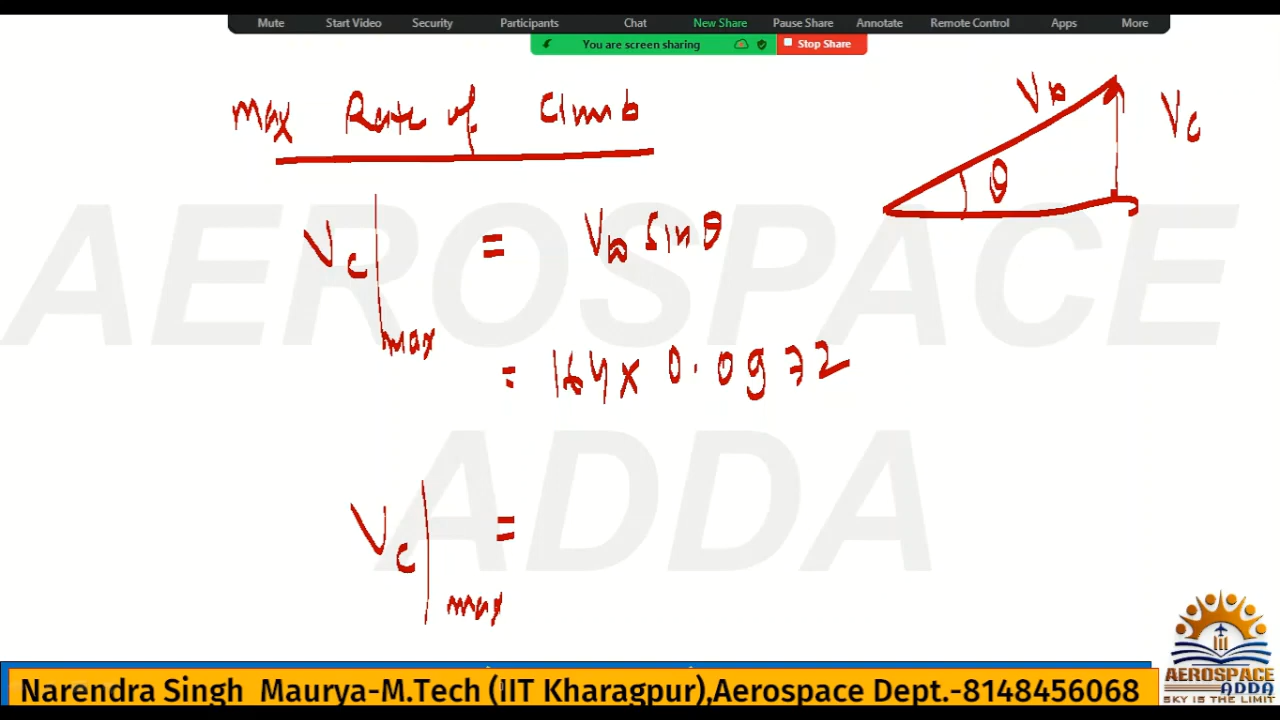 Mute Start Video Security Participants Chat New Share Pause Share Annotate Remote Control Apps More
You are screen sharing Stop Share
Max Rate of Climb
V∞
Vc
θ
Vc|max = V∞ sinθ
= 164 × 0.0972
Vc|max =
AEROSPACE
ADDA
Narendra Singh Maurya-M.Tech (IIT Kharagpur),Aerospace Dept.-8148456068
AEROSPACE
ADDA
SKY IS THE LIMIT